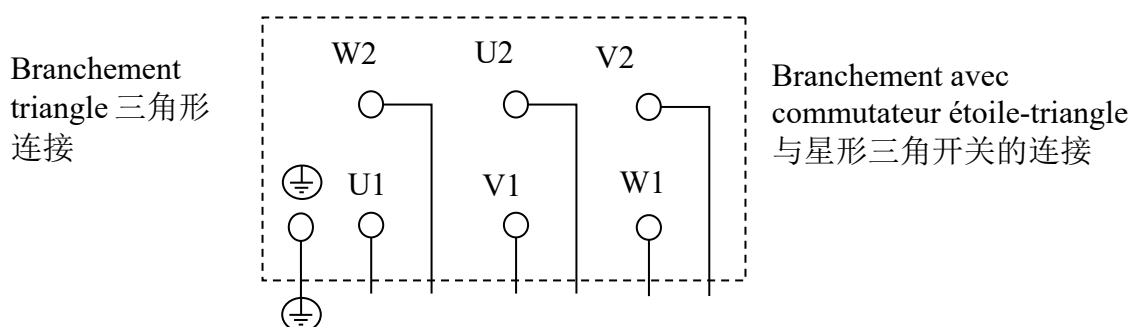 Branchement
triangle 三角形
连接
W2 U2 V2
U1 V1 W1
Branchement avec
commutateur étoile-triangle
与星形三角开关的连接